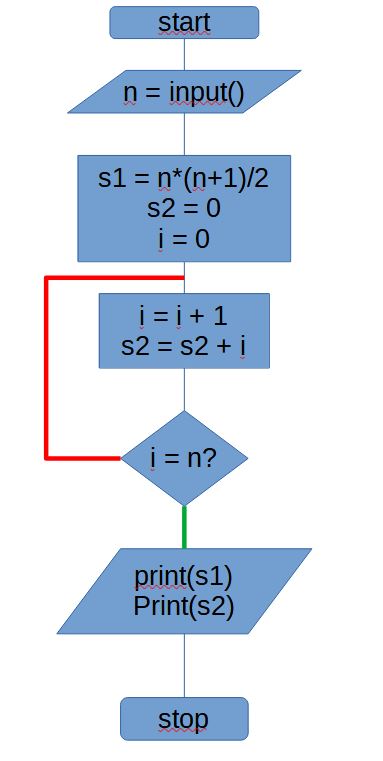 start
n = input()
s1 = n*(n+1)/2
s2 = 0
i = 0
i = i + 1
s2 = s2 + i
i = n?
print(s1)
Print(s2)
stop